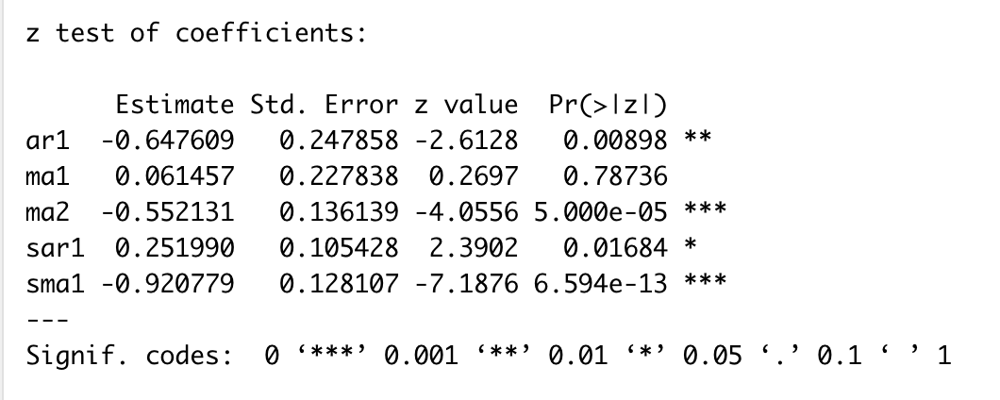 z test of coefficients:

      Estimate Std. Error z value  Pr(>|z|)
ar1  -0.647609   0.247858 -2.6128   0.00898 **
ma1   0.061457   0.227838  0.2697   0.78736
ma2  -0.552131   0.136139 -4.0556 5.000e-05 ***
sar1  0.251990   0.105428  2.3902   0.01684 *
sma1 -0.920779   0.128107 -7.1876 6.594e-13 ***
---
Signif. codes:  0 ‘***’ 0.001 ‘**’ 0.01 ‘*’ 0.05 ‘.’ 0.1 ‘ ’ 1